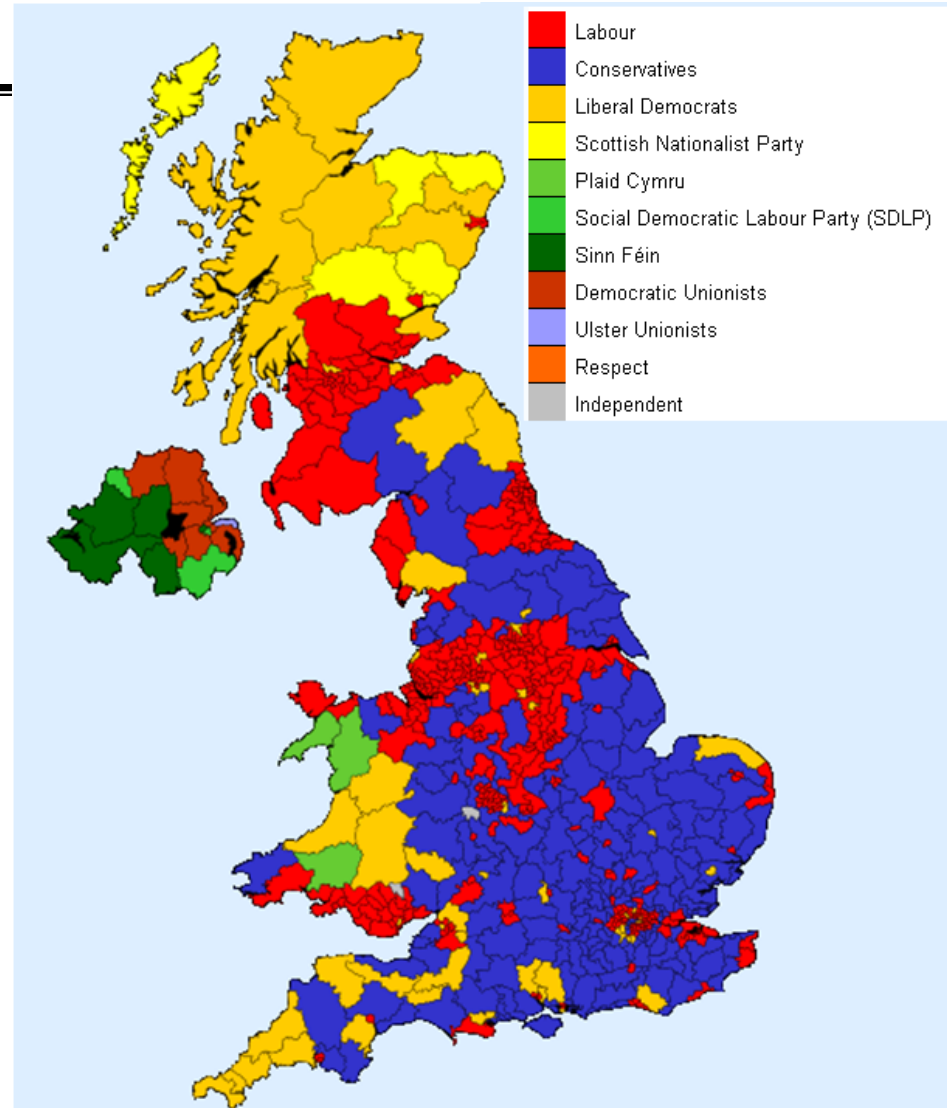 Labour
Conservatives
Liberal Democrats
Scottish Nationalist Party
Plaid Cymru
Social Democratic Labour Party (SDLP)
Sinn Féin
Democratic Unionists
Ulster Unionists
Respect
Independent